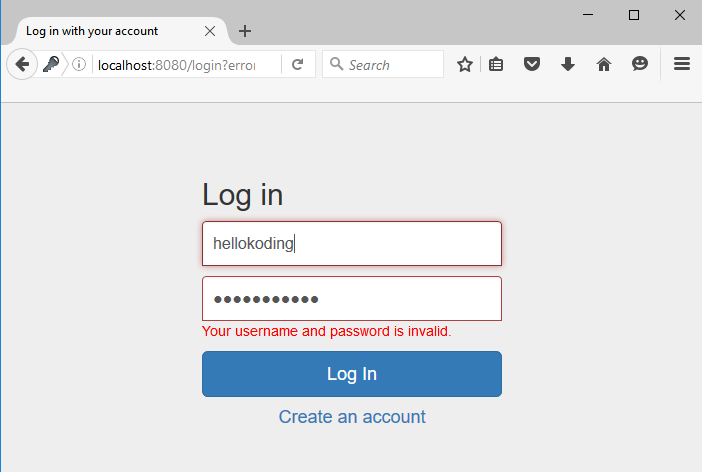 Log in with your account
localhost:8080/login?error
Search
Log in
hellokoding
●●●●●●●●●●●
Your username and password is invalid.
Log In
Create an account